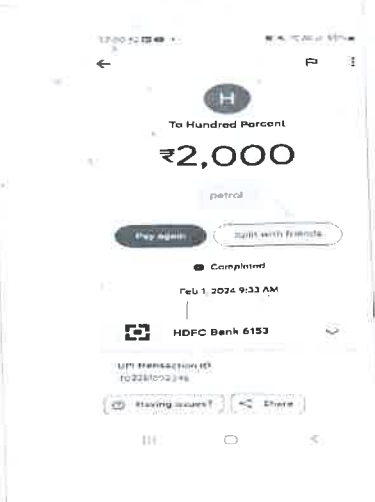 H
To Hundred Percent
₹2,000
petrol
Pay again
Split with friends
Completed
Feb 1, 2024 9:33 AM
HDFC Bank 6153
UPI transaction ID
Having issues?
Share